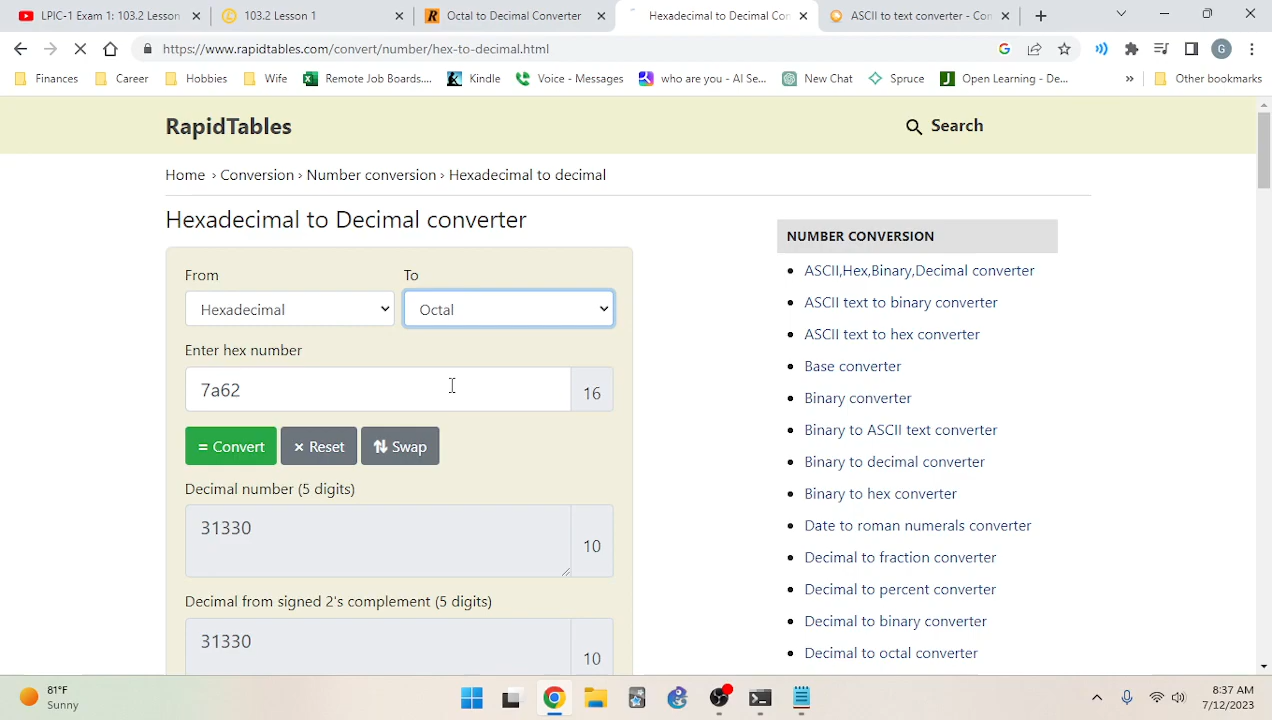 LPIC-1 Exam 1: 103.2 Lesson
103.2 Lesson 1
Octal to Decimal Converter
Hexadecimal to Decimal Con
ASCII to text converter - Con
https://www.rapidtables.com/convert/number/hex-to-decimal.html
G
Finances
Career
Hobbies
Wife
Remote Job Boards....
Kindle
Voice - Messages
who are you - AI Se...
New Chat
Spruce
Open Learning - De...
»
Other bookmarks
RapidTables
Search
Home › Conversion › Number conversion › Hexadecimal to decimal
Hexadecimal to Decimal converter
From
To
Hexadecimal
Octal
Enter hex number
7a62
16
= Convert
× Reset
Swap
Decimal number (5 digits)
31330
10
Decimal from signed 2's complement (5 digits)
31330
10
NUMBER CONVERSION
ASCII,Hex,Binary,Decimal converter
ASCII text to binary converter
ASCII text to hex converter
Base converter
Binary converter
Binary to ASCII text converter
Binary to decimal converter
Binary to hex converter
Date to roman numerals converter
Decimal to fraction converter
Decimal to percent converter
Decimal to binary converter
Decimal to octal converter
81°F
Sunny
8:37 AM
7/12/2023